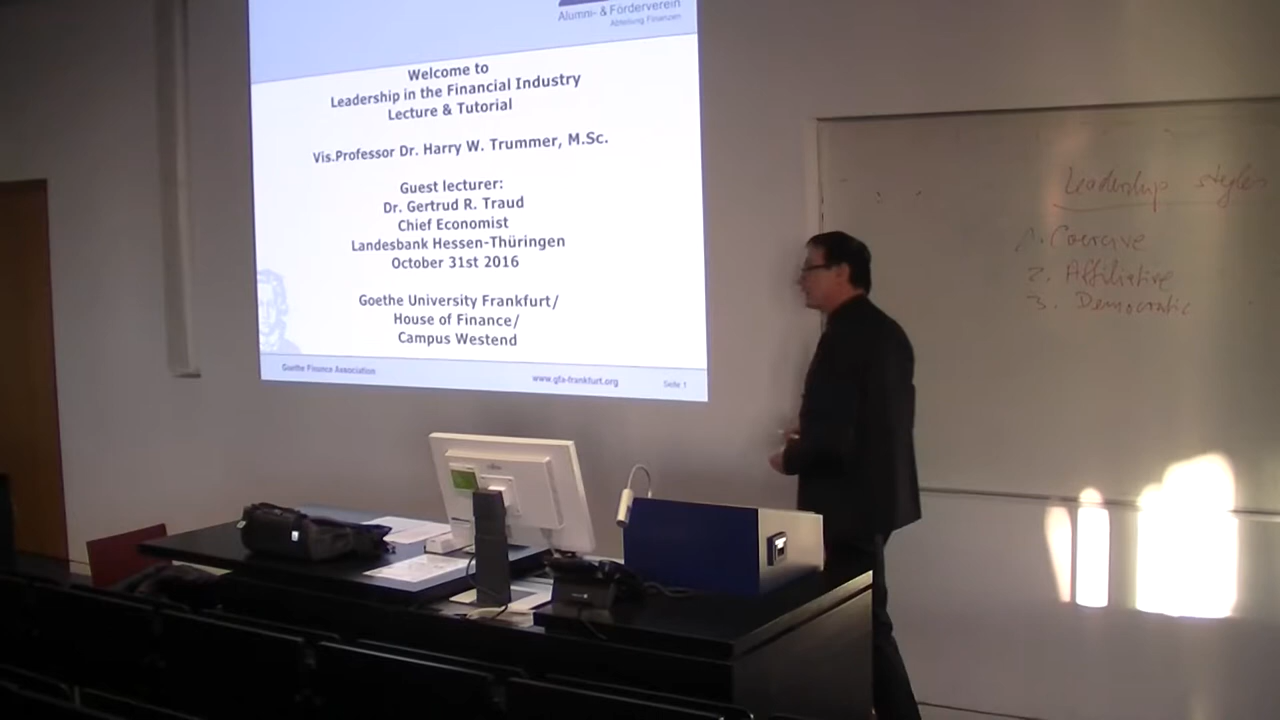 Alumni- & Förderverein
Abteilung Finanzen
Welcome to
Leadership in the Financial Industry
Lecture & Tutorial
Vis.Professor Dr. Harry W. Trummer, M.Sc.
Guest lecturer:
Dr. Gertrud R. Traud
Chief Economist
Landesbank Hessen-Thüringen
October 31st 2016
Goethe University Frankfurt/
House of Finance/
Campus Westend
Goethe Finance Association
www.gfa-frankfurt.org
Seite 1
Leadership styles
1. Coercive
2. Affiliative
3. Democratic